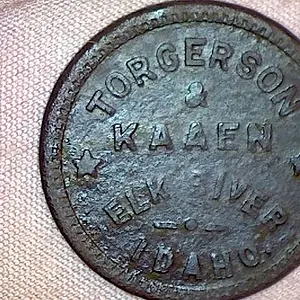 TORGERSON
&
KAAEN
ELK RIVER
IDAHO.